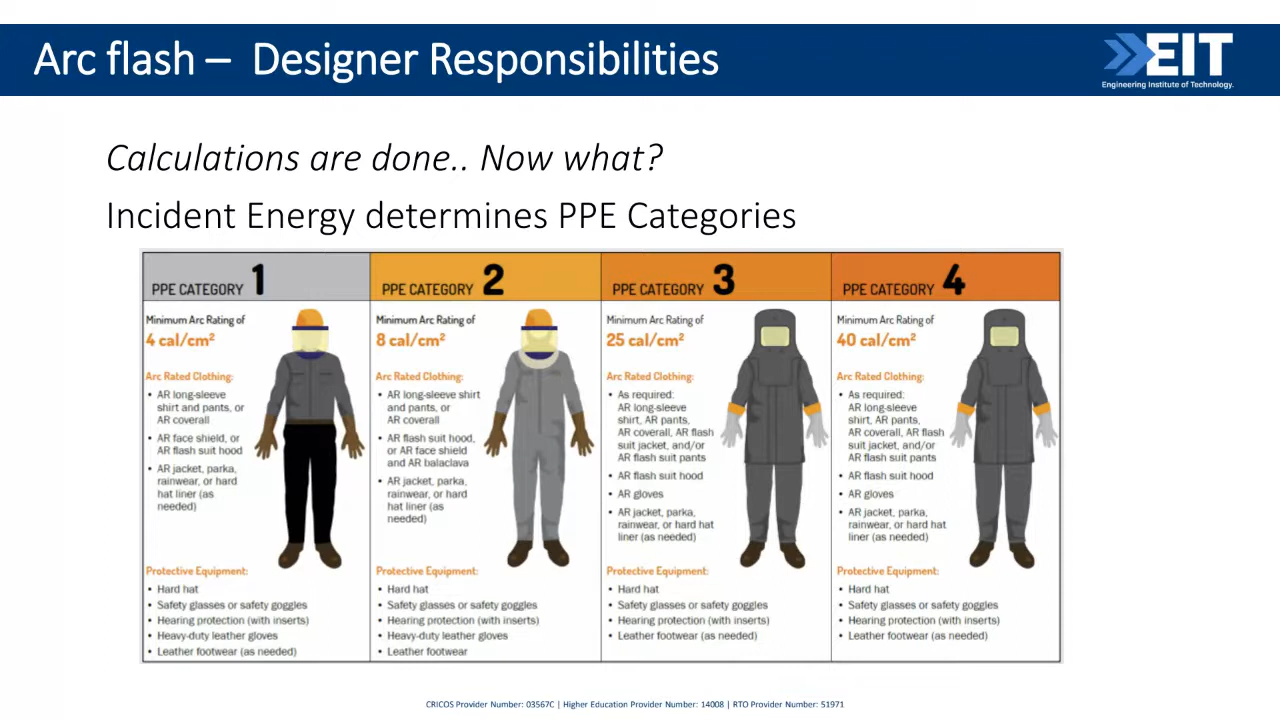 Arc flash – Designer Responsibilities
EIT
Engineering Institute of Technology.
Calculations are done.. Now what?
Incident Energy determines PPE Categories
PPE CATEGORY 1
Minimum Arc Rating of
4 cal/cm²
Arc Rated Clothing:
• AR long-sleeve
shirt and pants, or
AR coverall
• AR face shield, or
AR flash suit hood
• AR jacket, parka,
rainwear, or hard
hat liner (as
needed)
Protective Equipment:
• Hard hat
• Safety glasses or safety goggles
• Hearing protection (with inserts)
• Heavy-duty leather gloves
• Leather footwear (as needed)
PPE CATEGORY 2
Minimum Arc Rating of
8 cal/cm²
Arc Rated Clothing:
• AR long-sleeve shirt
and pants, or
AR coverall
• AR flash suit hood,
or AR face shield
and AR balaclava
• AR jacket, parka,
rainwear, or hard
hat liner (as
needed)
Protective Equipment:
• Hard hat
• Safety glasses or safety goggles
• Hearing protection (with inserts)
• Heavy-duty leather gloves
• Leather footwear
PPE CATEGORY 3
Minimum Arc Rating of
25 cal/cm²
Arc Rated Clothing:
• As required:
AR long-sleeve
shirt, AR pants,
AR coverall, AR flash
suit jacket, and/or
AR flash suit pants
• AR flash suit hood
• AR gloves
• AR jacket, parka,
rainwear, or hard hat
liner (as needed)
Protective Equipment:
• Hard hat
• Safety glasses or safety goggles
• Hearing protection (with inserts)
• Leather footwear (as needed)
PPE CATEGORY 4
Minimum Arc Rating of
40 cal/cm²
Arc Rated Clothing:
• As required:
AR long-sleeve
shirt, AR pants,
AR coverall, AR flash
suit jacket, and/or
AR flash suit pants
• AR flash suit hood
• AR gloves
• AR jacket, parka,
rainwear, or hard hat
liner (as needed)
Protective Equipment:
• Hard hat
• Safety glasses or safety goggles
• Hearing protection (with inserts)
• Leather footwear (as needed)
CRICOS Provider Number: 03567C | Higher Education Provider Number: 14008 | RTO Provider Number: 51971